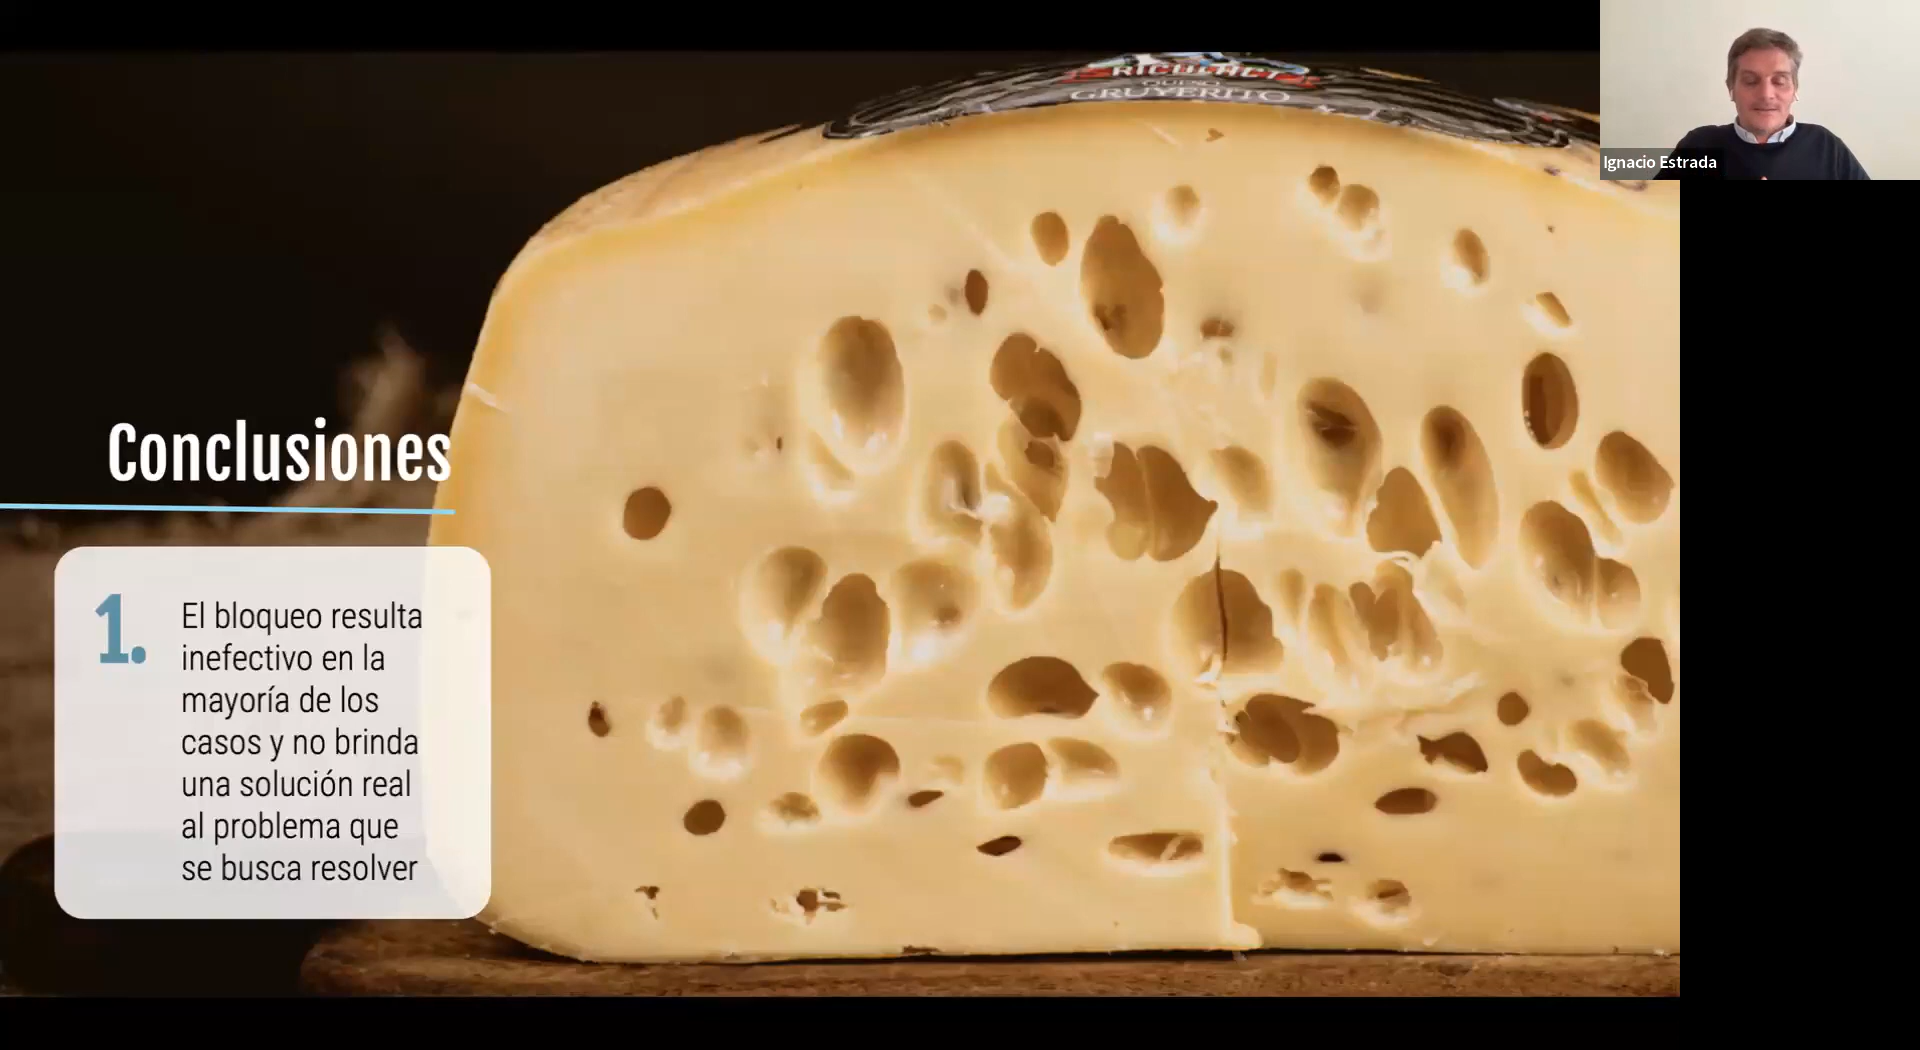 QUESO
GRUYERITO
Ignacio Estrada
Conclusiones
1.
El bloqueo resulta
inefectivo en la
mayoría de los
casos y no brinda
una solución real
al problema que
se busca resolver